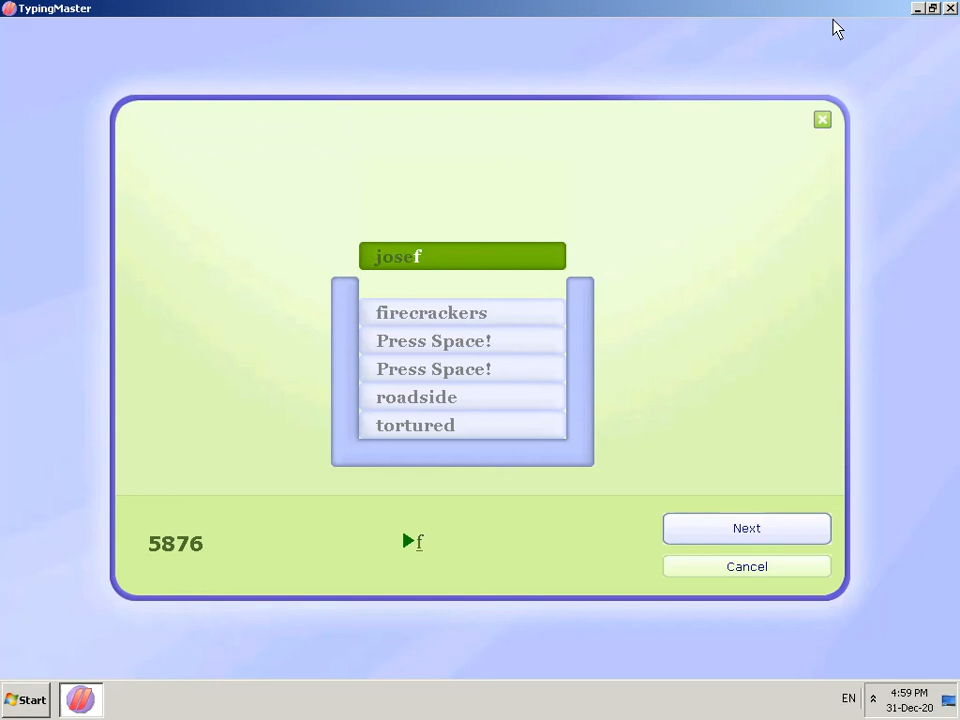 TypingMaster
josef
firecrackers
Press Space!
Press Space!
roadside
tortured
5876
f
Next
Cancel
Start
EN
4:59 PM
31-Dec-20